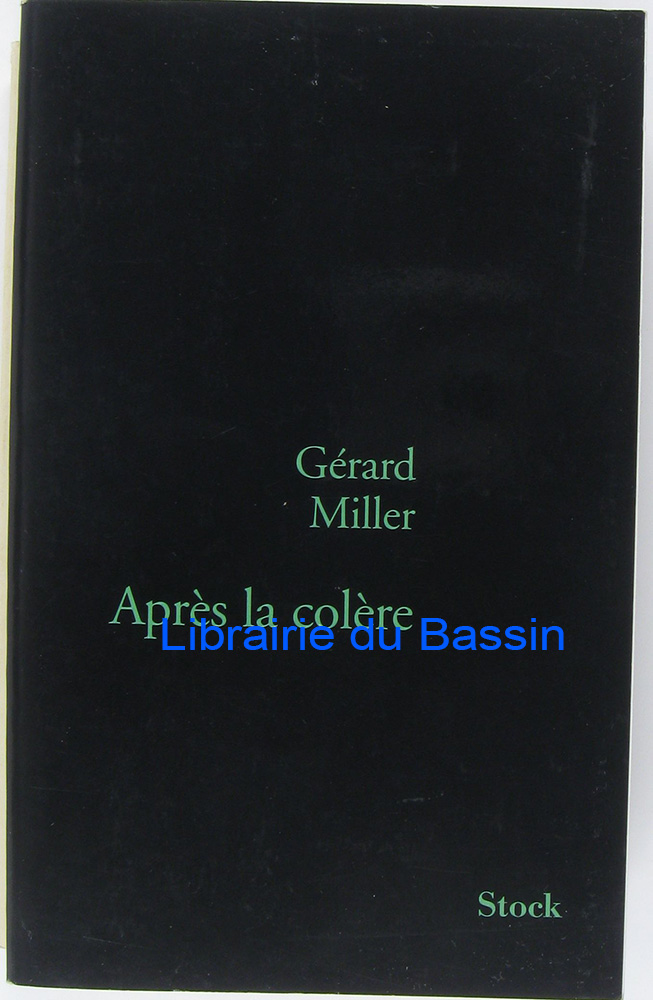 Gérard
Miller
Après la colère
Librairie du Bassin
Stock